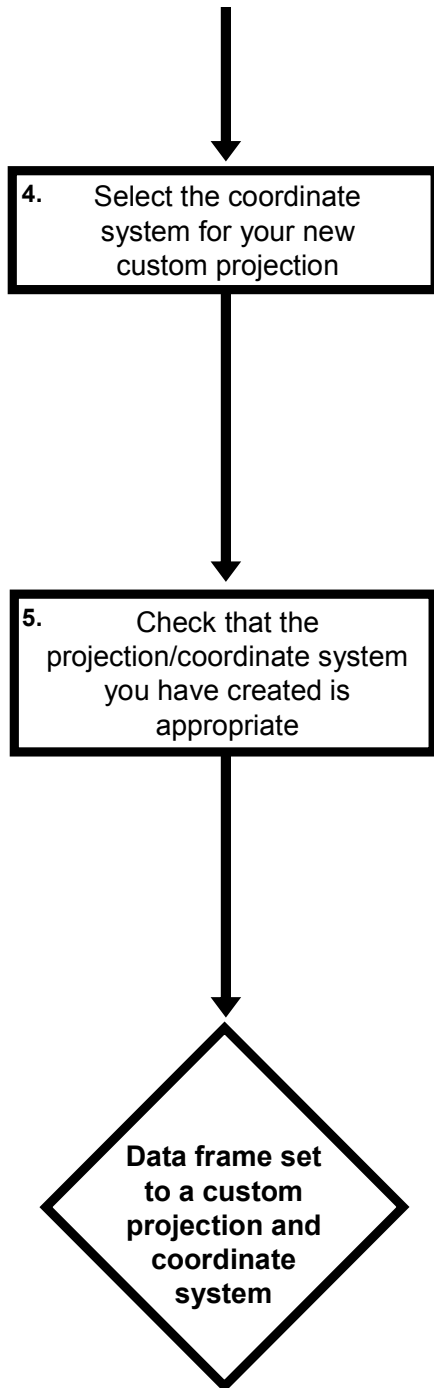 4. Select the coordinate
system for your new
custom projection
5. Check that the
projection/coordinate system
you have created is
appropriate
Data frame set
to a custom
projection and
coordinate
system